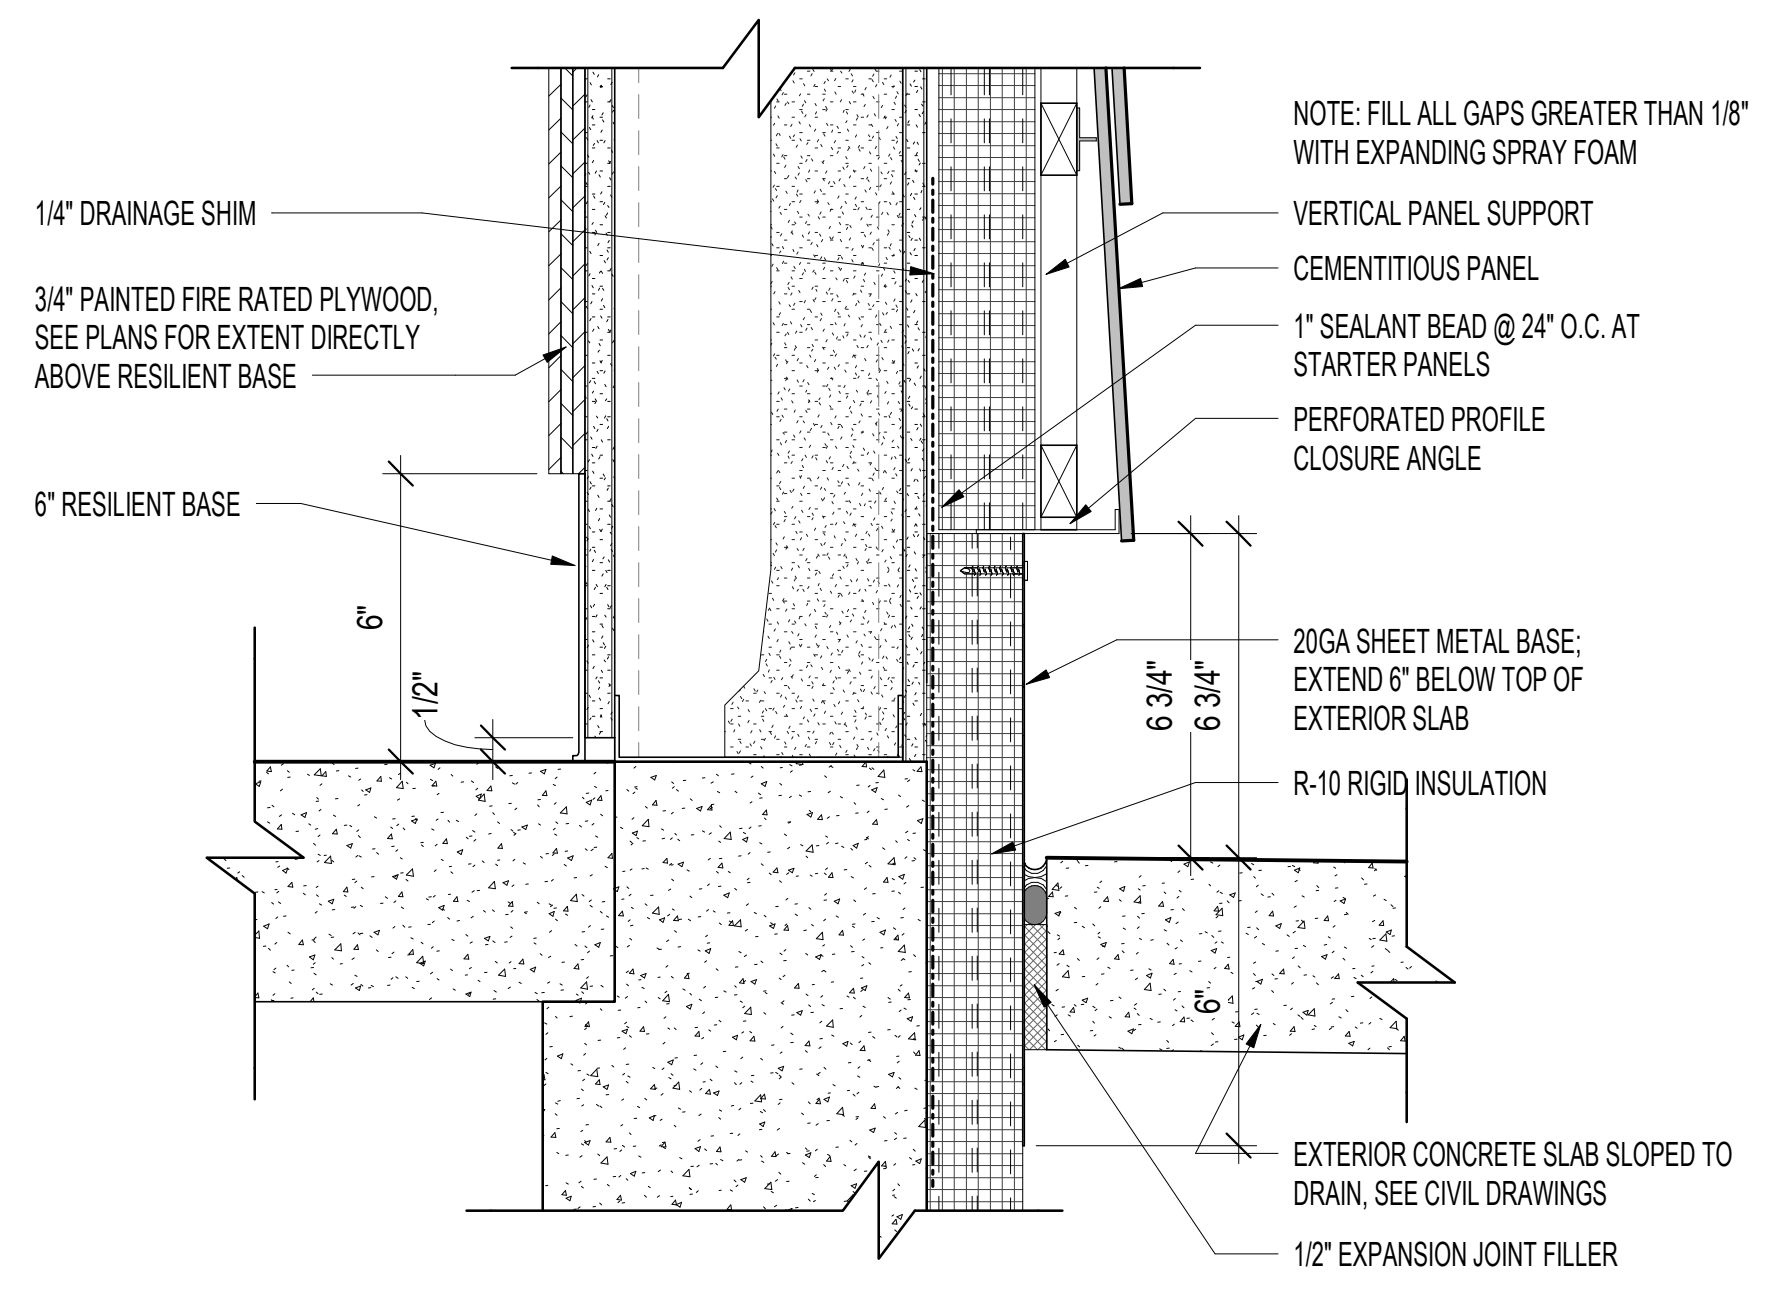 NOTE: FILL ALL GAPS GREATER THAN 1/8"
WITH EXPANDING SPRAY FOAM
1/4" DRAINAGE SHIM
VERTICAL PANEL SUPPORT
CEMENTITIOUS PANEL
3/4" PAINTED FIRE RATED PLYWOOD,
SEE PLANS FOR EXTENT DIRECTLY
ABOVE RESILIENT BASE
1" SEALANT BEAD @ 24" O.C. AT
STARTER PANELS
PERFORATED PROFILE
CLOSURE ANGLE
6" RESILIENT BASE
6"
1/2"
20GA SHEET METAL BASE;
EXTEND 6" BELOW TOP OF
EXTERIOR SLAB
6 3/4"
6 3/4"
R-10 RIGID INSULATION
6"
EXTERIOR CONCRETE SLAB SLOPED TO
DRAIN, SEE CIVIL DRAWINGS
1/2" EXPANSION JOINT FILLER